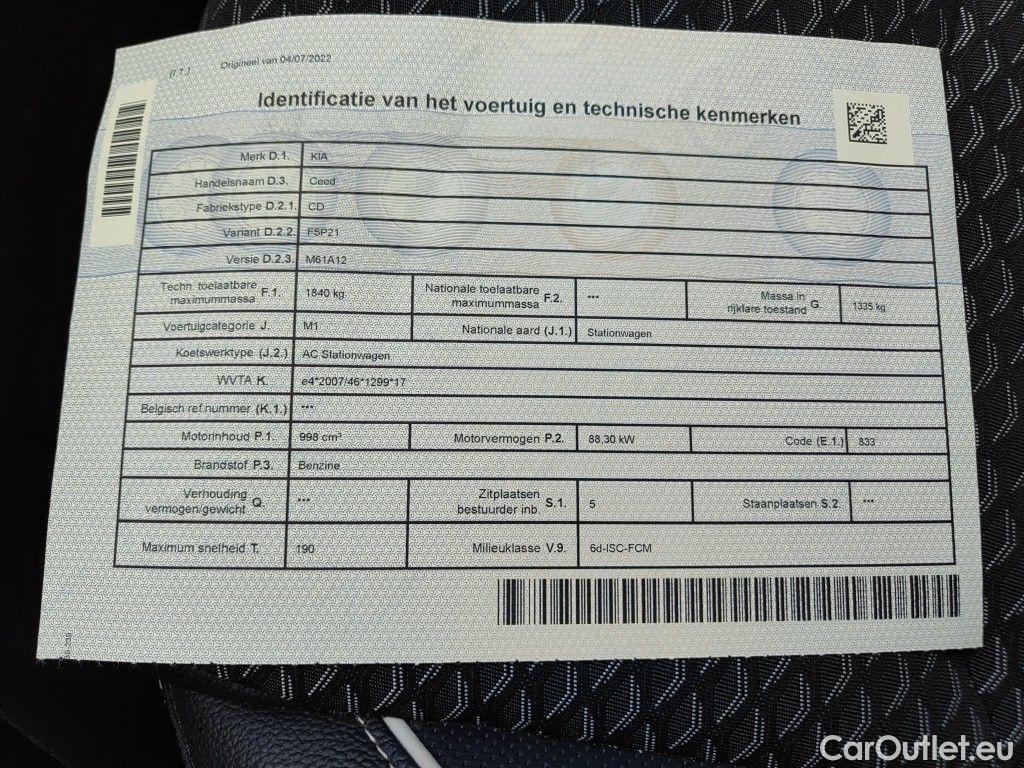 (I.1.) Origineel van 04/07/2022
Identificatie van het voertuig en technische kenmerken
Merk D.1. KIA
Handelsnaam D.3. Ceed
Fabriekstype D.2.1. CD
Variant D.2.2. F5P21
Versie D.2.3. M61A12
Techn. toelaatbare maximummassa F.1. 1840 kg Nationale toelaatbare maximummassa F.2. *** Massa in rijklare toestand G. 1335 kg
Voertuigcategorie J. M1 Nationale aard (J.1.) Stationwagen
Koetswerktype (J.2.) AC Stationwagen
WVTA K. e4*2007/46*1299*17
Belgisch ref.nummer (K.1.) ***
Motorinhoud P.1. 998 cm³ Motorvermogen P.2. 88,30 kW Code (E.1.) 833
Brandstof P.3. Benzine
Verhouding vermogen/gewicht Q. *** Zitplaatsen bestuurder inb. S.1. 5 Staanplaatsen S.2. ***
Maximum snelheid T. 190 Milieuklasse V.9. 6d-ISC-FCM
CarOutlet.eu